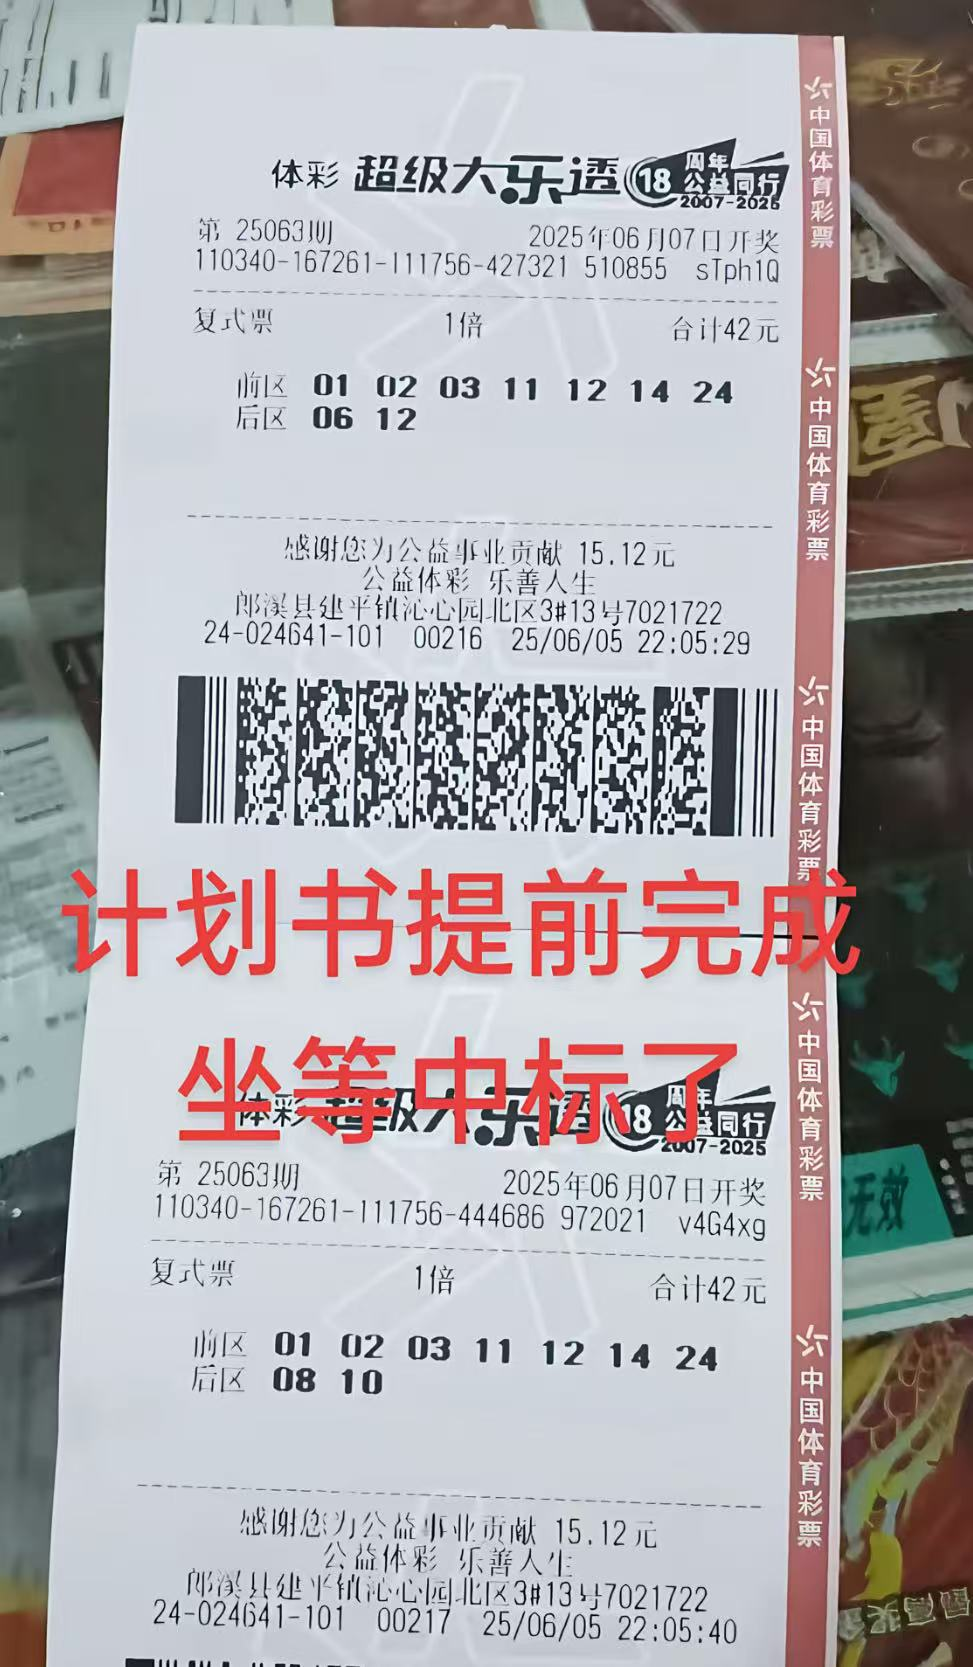 体彩 超级大乐透 18 周年 公益同行 2007-2025
第 25063期 2025年06月07日开奖
110340-167261-111756-427321 510855 sTph1Q
复式票 1倍 合计42元
前区 01 02 03 11 12 14 24
后区 06 12
感谢您为公益事业贡献 15.12元
公益体彩 乐善人生
郎溪县建平镇沁心园北区3#13号7021722
24-024641-101 00216 25/06/05 22:05:29
计划书提前完成
坐等中标了
体彩 超级大乐透 18 周年 公益同行 2007-2025
第 25063期 2025年06月07日开奖
110340-167261-111756-444686 972021 v4G4xg
复式票 1倍 合计42元
前区 01 02 03 11 12 14 24
后区 08 10
感谢您为公益事业贡献 15.12元
公益体彩 乐善人生
郎溪县建平镇沁心园北区3#13号7021722
24-024641-101 00217 25/06/05 22:05:40
中国体育彩票
中国体育彩票
中国体育彩票
中国体育彩票
中国体育彩票
无效